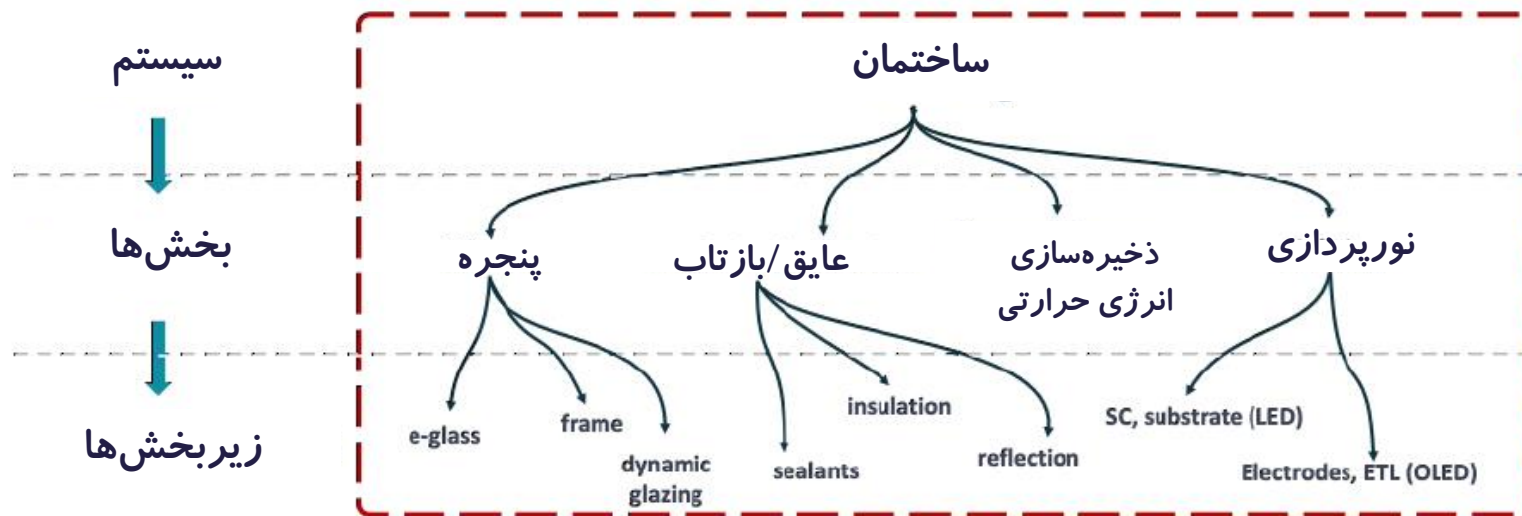 سیستم
ساختمان
بخش‌ها
پنجره
عایق/بازتاب
ذخیره‌سازی
انرژی حرارتی
نورپردازی
زیربخش‌ها
e-glass
frame
dynamic
glazing
sealants
insulation
reflection
SC, substrate (LED)
Electrodes, ETL (OLED)